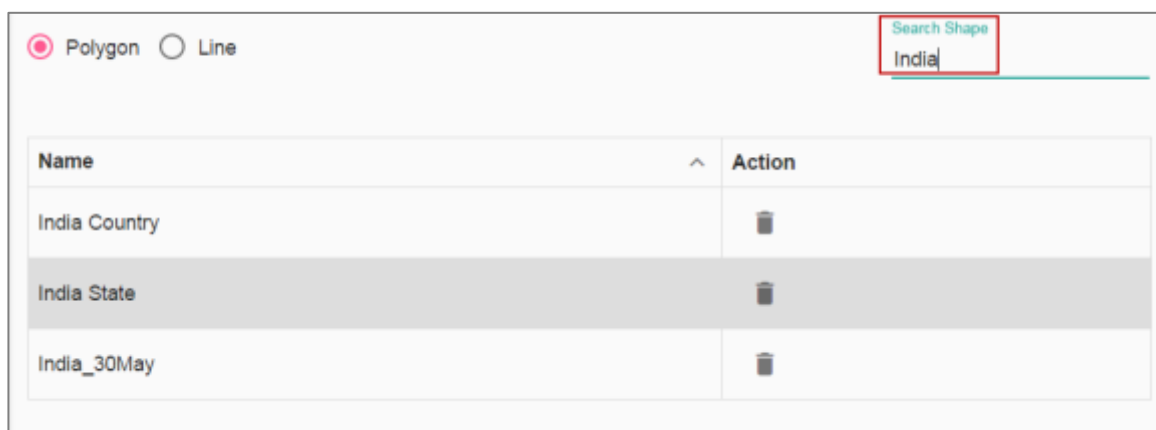 Polygon Line
Search Shape
India
Name Action
India Country
India State
India_30May